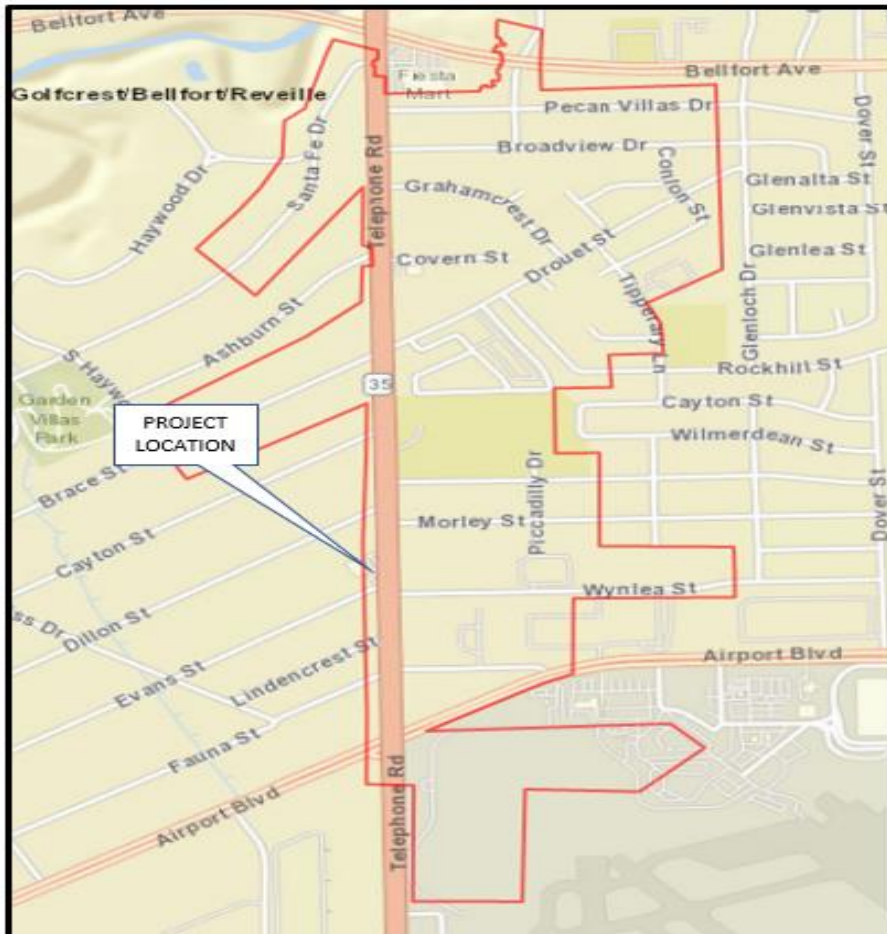 Bellfort Ave
Bellfort Ave
Fiesta
Mart
Golfcrest/Bellfort/Reveille
Pecan Villas Dr
Dover St
Santa Fe Dr
Telephone Rd
Broadview Dr
Conlon St
Haywood Dr
Grahamcrest Dr
Glenalta St
Glenvista St
Drouet St
Covern St
Glenlea St
Tipperary Ln
Glenloch Dr
Ashburn St
S Haywo
35
Rockhill St
Garden
Villas
Park
PROJECT
LOCATION
Cayton St
Wilmerdean St
Brace St
Piccadilly Dr
Dover St
Morley St
Cayton St
Wynlea St
ss Dr
Dillon St
Evans St
Lindencrest St
Airport Blvd
Fauna St
Airport Blvd
Telephone Rd